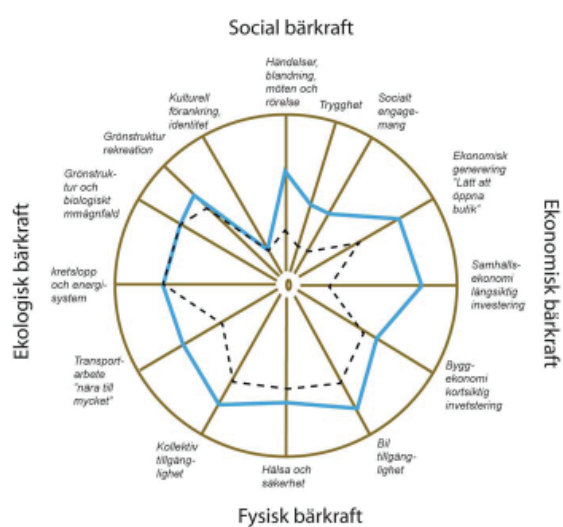 Social bärkraft
Händelser,
blandning,
möten och
rörelse
Trygghet
Socialt
engage-
mang
Ekonomisk
generering
"Lätt att
öppna
butik"
Ekonomisk bärkraft
Samhälls-
ekonomi
långsiktig
investering
Bygg-
ekonomi
kortsiktig
invetstering
Bil
tillgäng-
lighet
Hälsa och
säkerhet
Fysisk bärkraft
Kollektiv
tillgäng-
lighet
Transport-
arbete
"nära till
mycket"
kretslopp
och energi-
system
Ekologisk bärkraft
Grönstruk-
tur och
biologiskt
mmägnfald
Grönstruktur
rekreation
Kulturell
förankring,
identitet
0